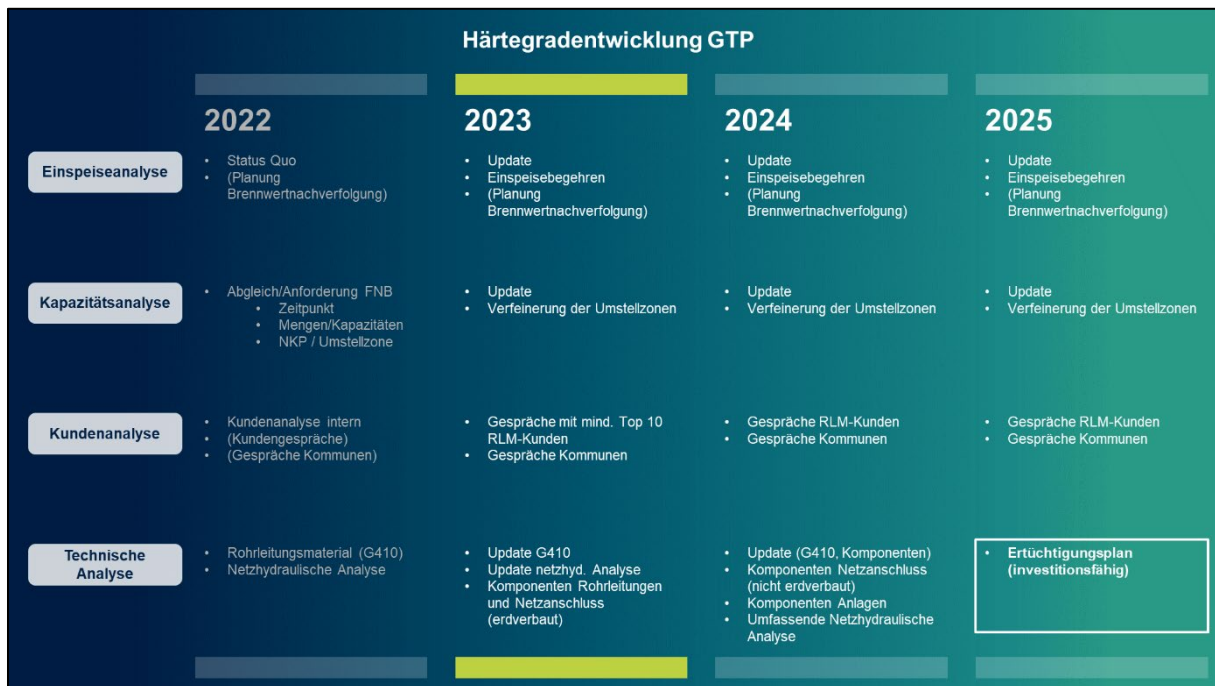 Härtegradentwicklung GTP
2022
2023
2024
2025
Einspeiseanalyse
• Status Quo
• (Planung
Brennwertnachverfolgung)
• Update
• Einspeisebegehren
• (Planung
Brennwertnachverfolgung)
• Update
• Einspeisebegehren
• (Planung
Brennwertnachverfolgung)
• Update
• Einspeisebegehren
• (Planung
Brennwertnachverfolgung)
Kapazitätsanalyse
• Abgleich/Anforderung FNB
• Zeitpunkt
• Mengen/Kapazitäten
• NKP / Umstellzone
• Update
• Verfeinerung der Umstellzonen
• Update
• Verfeinerung der Umstellzonen
• Update
• Verfeinerung der Umstellzonen
Kundenanalyse
• Kundenanalyse intern
• (Kundengespräche)
• (Gespräche Kommunen)
• Gespräche mit mind. Top 10
RLM-Kunden
• Gespräche Kommunen
• Gespräche RLM-Kunden
• Gespräche Kommunen
• Gespräche RLM-Kunden
• Gespräche Kommunen
Technische
Analyse
• Rohrleitungsmaterial (G410)
• Netzhydraulische Analyse
• Update G410
• Update netzhyd. Analyse
• Komponenten Rohrleitungen
und Netzanschluss
(erdverbaut)
• Update (G410, Komponenten)
• Komponenten Netzanschluss
(nicht erdverbaut)
• Komponenten Anlagen
• Umfassende Netzhydraulische
Analyse
• Ertüchtigungsplan
(investitionsfähig)